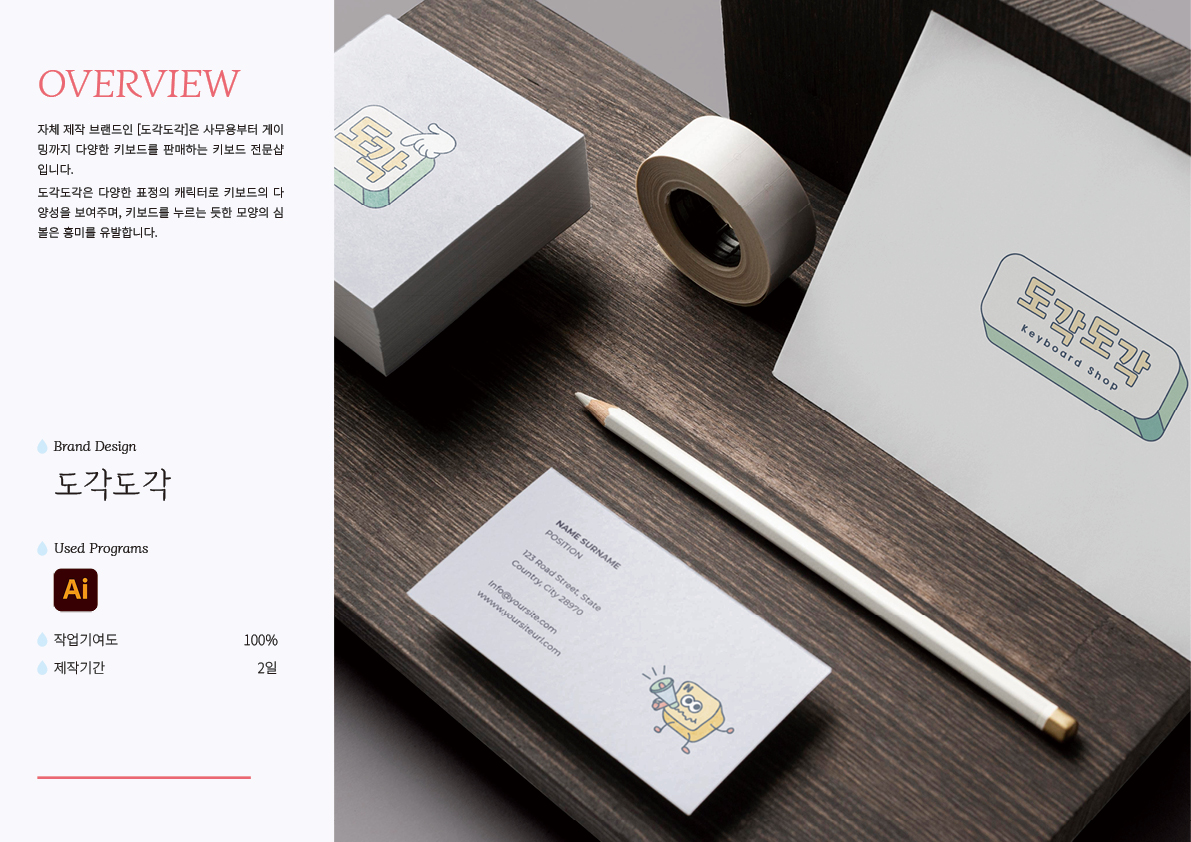 OVERVIEW
자체 제작 브랜드인 [도각도각]은 사무용부터 게이
밍까지 다양한 키보드를 판매하는 키보드 전문샵
입니다.
도각도각은 다양한 표정의 캐릭터로 키보드의 다
양성을 보여주며, 키보드를 누르는 듯한 모양의 심
볼은 흥미를 유발합니다.
Brand Design
도각도각
Used Programs
Ai
작업기여도 100%
제작기간 2일
도각
도각도각
Keyboard Shop
NAME SURNAME
POSITION
123 Road Street, State
Country, City 28970
info@yoursite.com
www.yoursiteurl.com